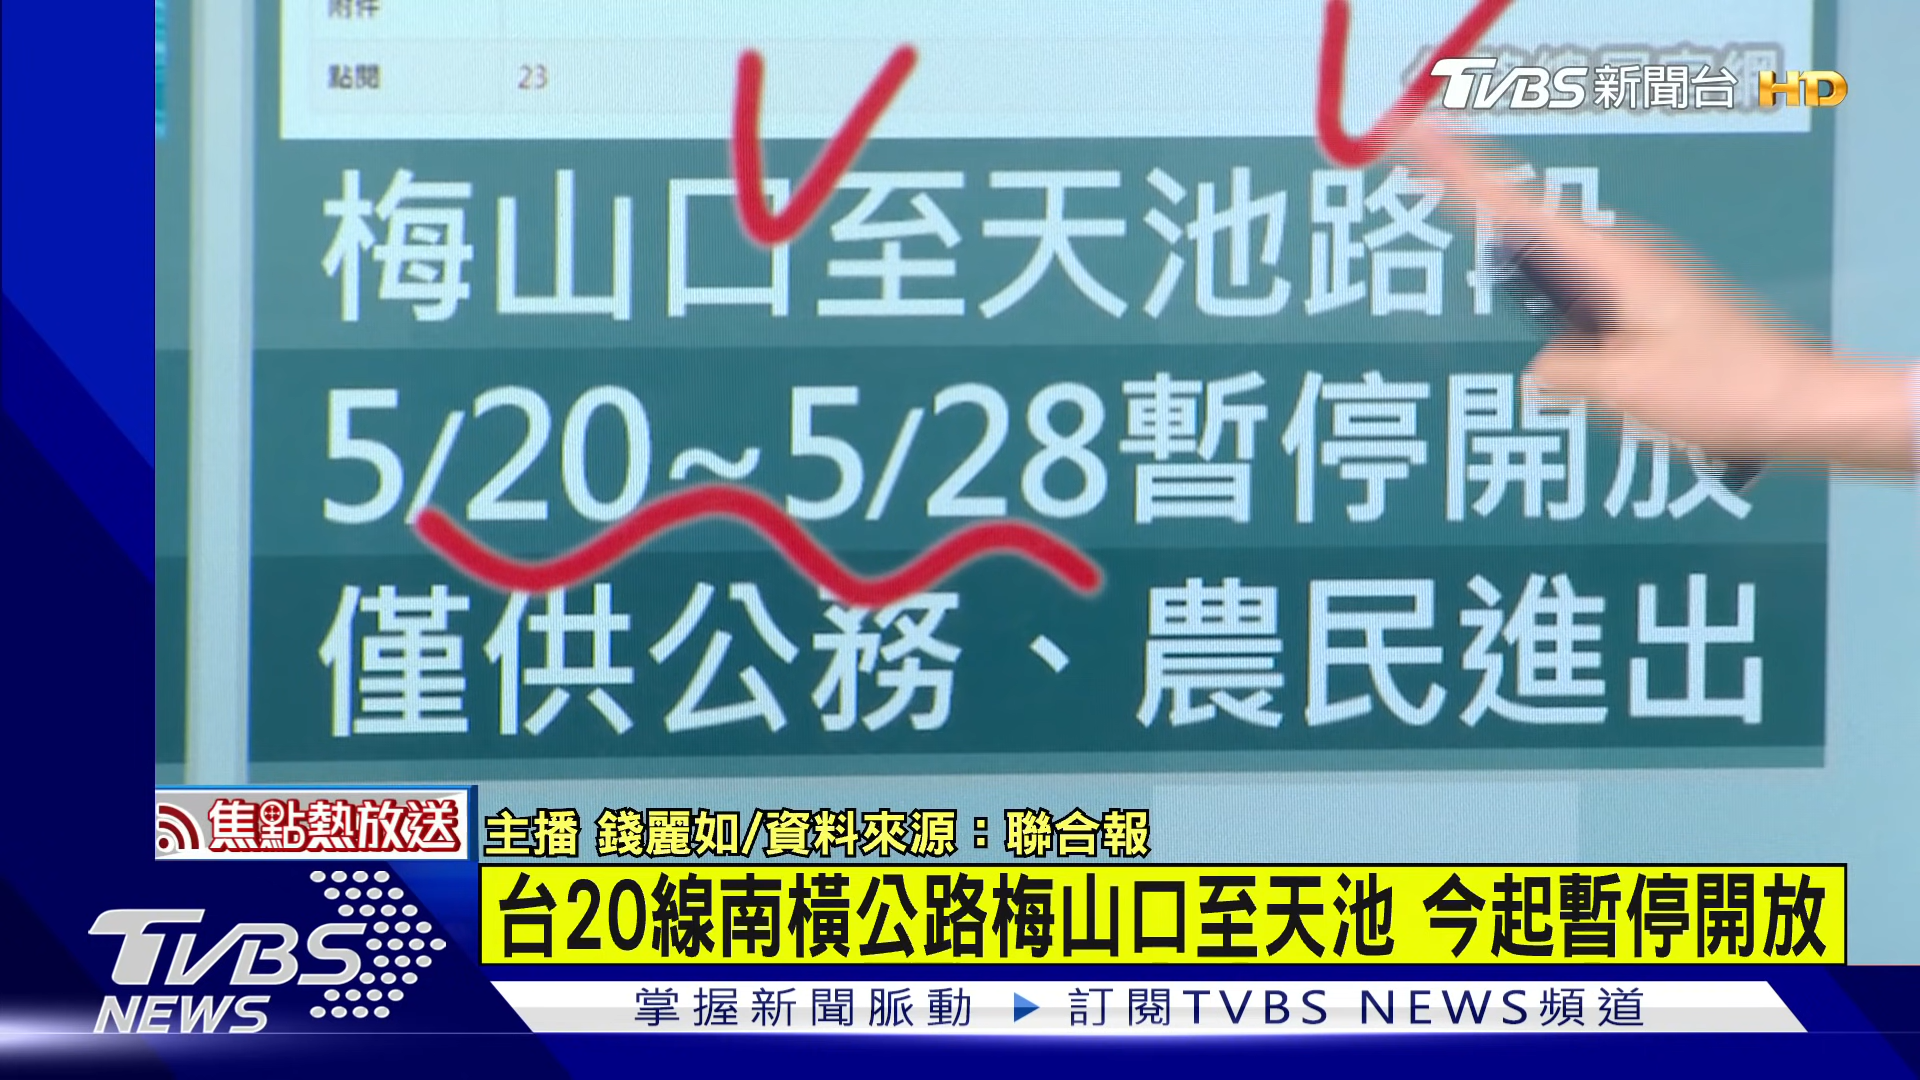 附件
點閱 23
TVBS新聞台 HD
梅山口至天池路段
5/20~5/28暫停開放
僅供公務、農民進出
焦點熱放送
主播 錢麗如/資料來源：聯合報
台20線南橫公路梅山口至天池 今起暫停開放
TVBS NEWS
掌握新聞脈動 ▶ 訂閱TVBS NEWS頻道